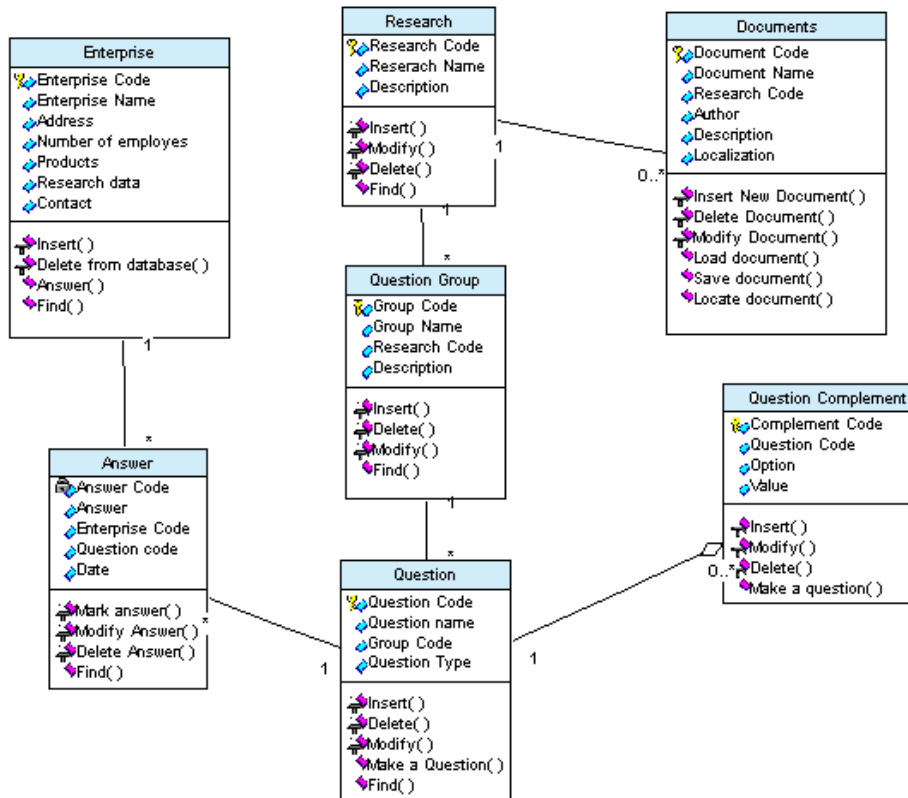 Enterprise
Enterprise Code
Enterprise Name
Address
Number of employes
Products
Research data
Contact
Insert()
Delete from database()
Answer()
Find()
1
*
Research
Research Code
Reserach Name
Description
Insert()
Modify()
Delete()
Find()
1
1
*
0..*
Documents
Document Code
Document Name
Research Code
Author
Description
Localization
Insert New Document()
Delete Document()
Modify Document()
Load document()
Save document()
Locate document()
Question Group
Group Code
Group Name
Research Code
Description
Insert()
Delete()
Modify()
Find()
1
*
Answer
Answer Code
Answer
Enterprise Code
Question code
Date
Mark answer()
Modify Answer()
Delete Answer()
Find()
*
1
Question
Question Code
Question name
Group Code
Question Type
Insert()
Delete()
Modify()
Make a Question()
Find()
1
0..*
Question Complement
Complement Code
Question Code
Option
Value
Insert()
Modify()
Delete()
Make a question()